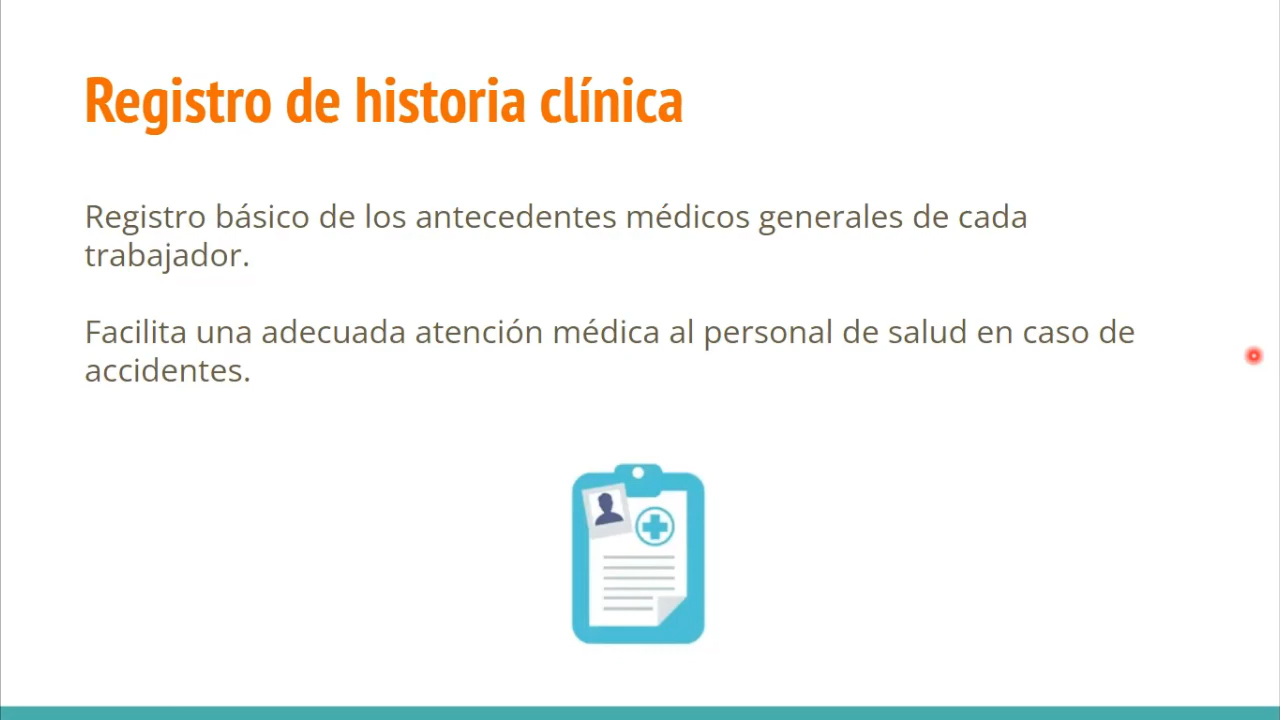 Registro de historia clínica
Registro básico de los antecedentes médicos generales de cada
trabajador.
Facilita una adecuada atención médica al personal de salud en caso de
accidentes.